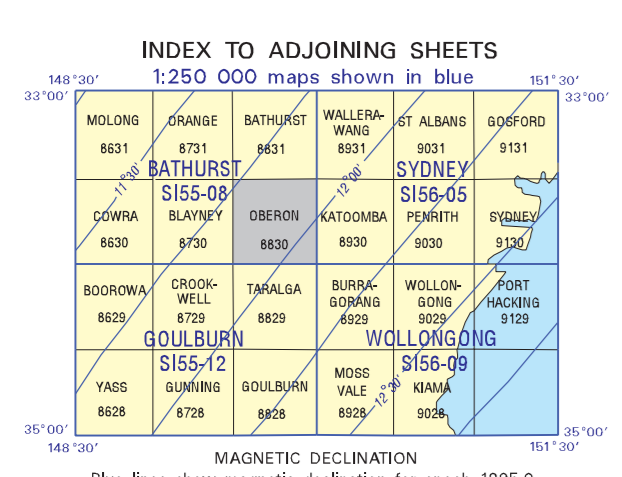 INDEX TO ADJOINING SHEETS
1:250 000 maps shown in blue
148°30′
151°30′
33°00′
33°00′
MOLONG
8631
ORANGE
8731
BATHURST
8831
WALLERA-
WANG
8931
ST ALBANS
9031
GOSFORD
9131
11°30′
12°00′
BATHURST
SI55-08
SYDNEY
SI56-05
COWRA
8630
BLAYNEY
8730
OBERON
8830
KATOOMBA
8930
PENRITH
9030
SYDNEY
9130
BOOROWA
8629
CROOK-
WELL
8729
TARALGA
8829
BURRA-
GORANG
8929
WOLLON-
GONG
9029
PORT
HACKING
9129
GOULBURN
SI55-12
WOLLONGONG
SI56-09
YASS
8628
GUNNING
8728
GOULBURN
8828
MOSS
VALE
8928
12°30′
KIAMA
9028
35°00′
35°00′
148°30′
151°30′
MAGNETIC DECLINATION